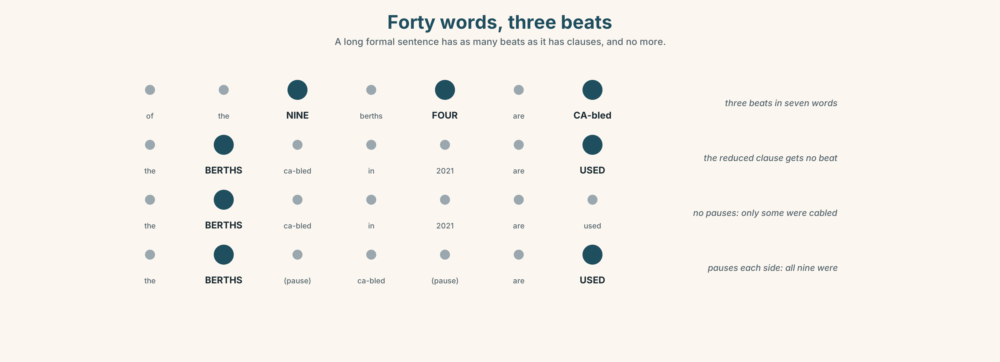 Forty words, three beats
A long formal sentence has as many beats as it has clauses, and no more.
of the NINE berths FOUR are CA-bled
three beats in seven words
the BERTHS ca-bled in 2021 are USED
the reduced clause gets no beat
the BERTHS ca-bled in 2021 are used
no pauses: only some were cabled
the BERTHS (pause) ca-bled (pause) are USED
pauses each side: all nine were